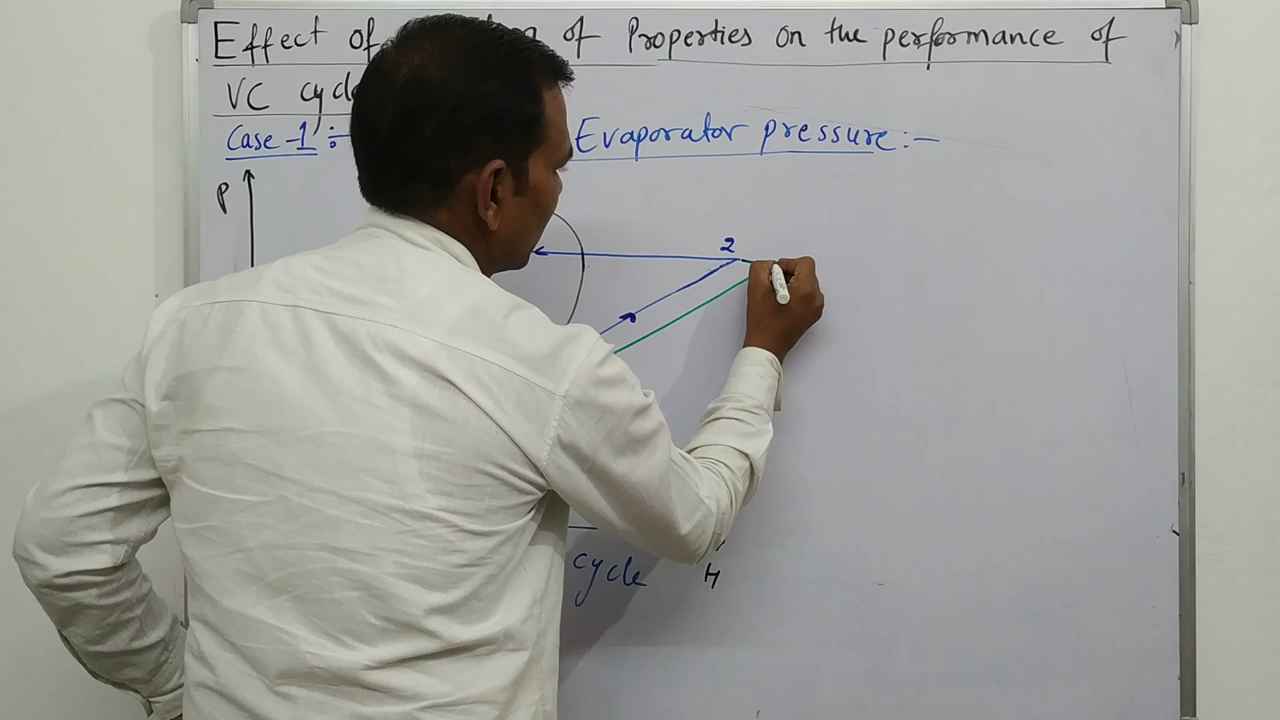 Effect of of Properties on the performance of
VC cycle
Case-1 :- Evaporator pressure :-
P
2
cycle
H